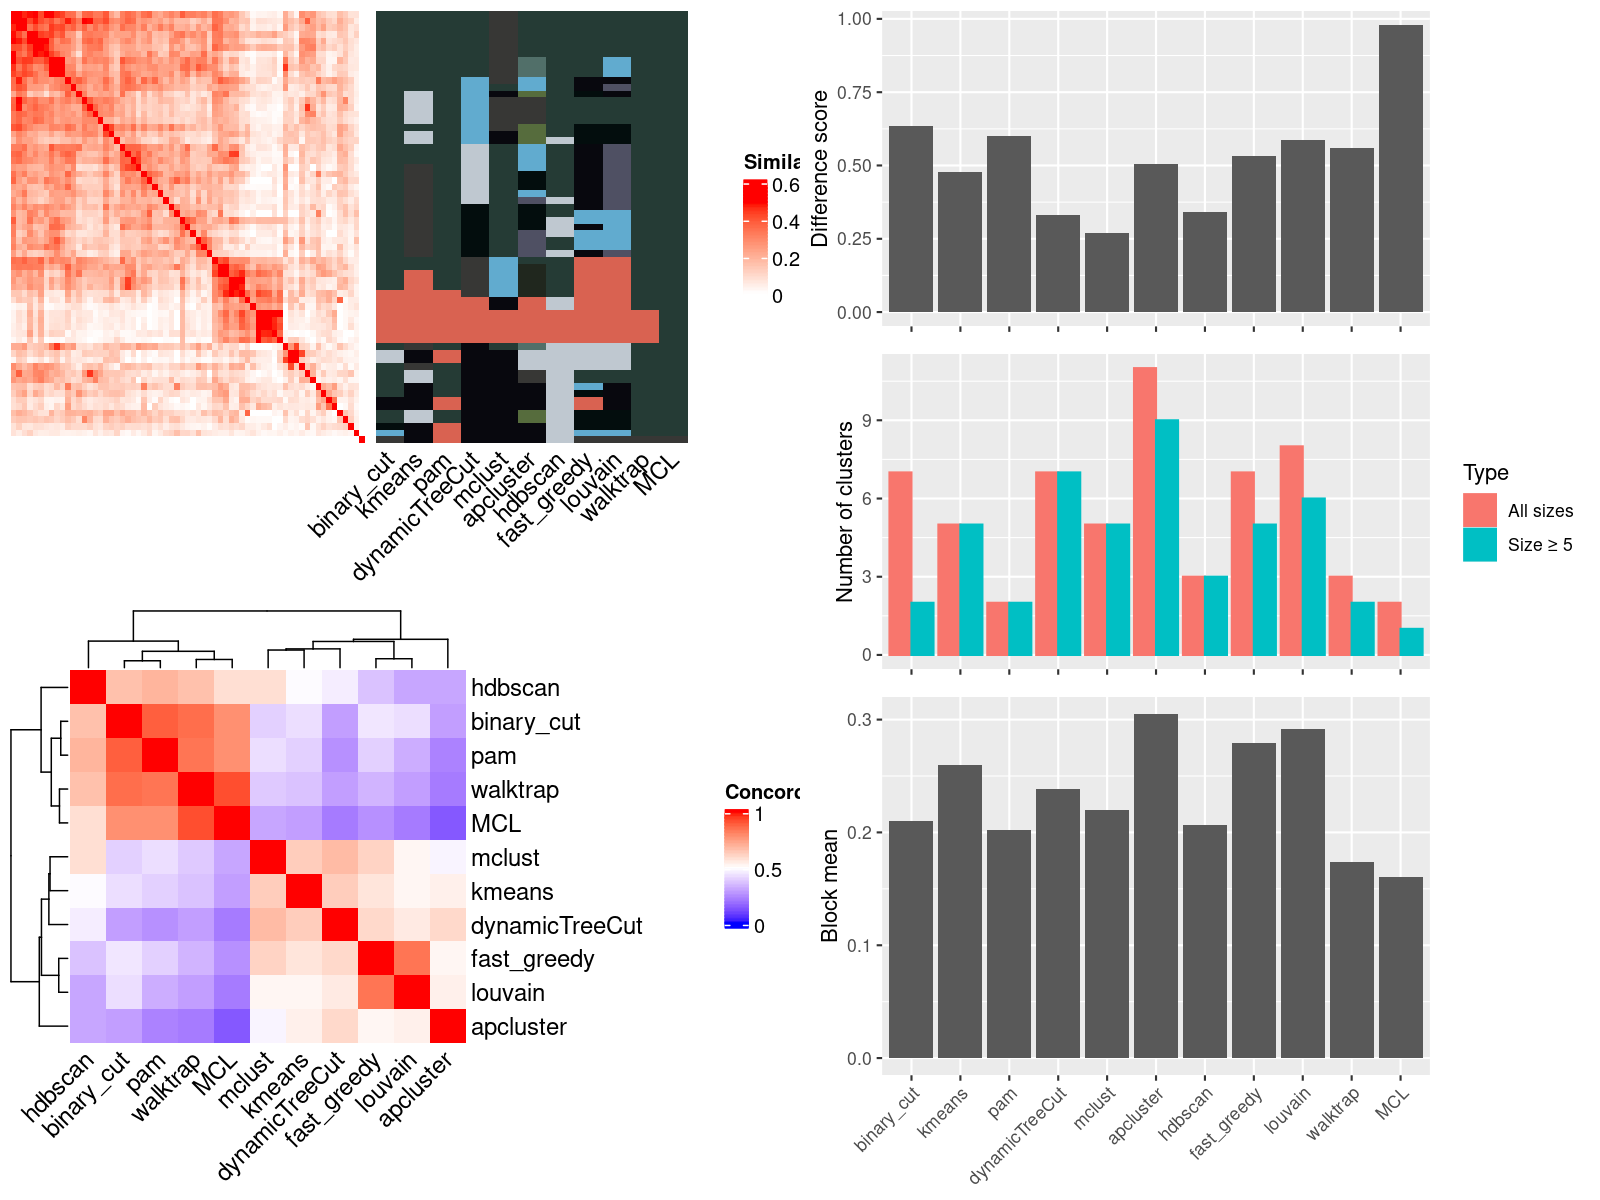 Simila
0.6
0.4
0.2
0
binary_cut
kmeans
pam
dynamicTreeCut
mclust
apcluster
hdbscan
fast_greedy
louvain
walktrap
MCL
hdbscan
binary_cut
pam
walktrap
MCL
mclust
kmeans
dynamicTreeCut
fast_greedy
louvain
apcluster
hdbscan
binary_cut
pam
walktrap
MCL
mclust
kmeans
dynamicTreeCut
fast_greedy
louvain
apcluster
Concord
1
0.5
0
Difference score
1.00
0.75
0.50
0.25
0.00
Number of clusters
9
6
3
0
Type
All sizes
Size ≥ 5
Block mean
0.3
0.2
0.1
0.0
binary_cut
kmeans
pam
dynamicTreeCut
mclust
apcluster
hdbscan
fast_greedy
louvain
walktrap
MCL